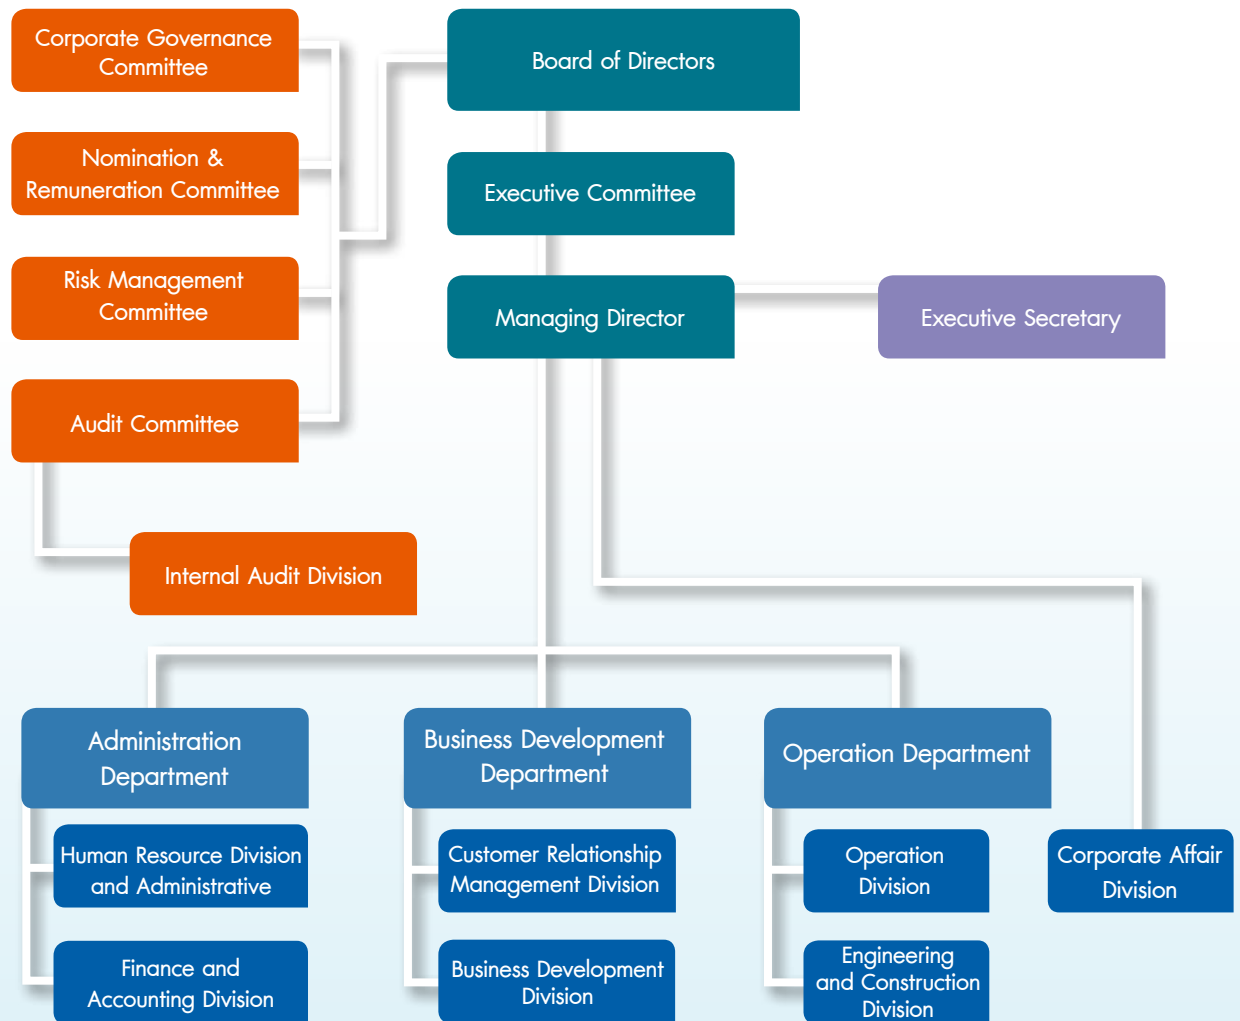 Corporate Governance
Committee
Board of Directors
Nomination &
Remuneration Committee
Executive Committee
Risk Management
Committee
Managing Director
Executive Secretary
Audit Committee
Internal Audit Division
Administration
Department
Business Development
Department
Operation Department
Human Resource Division
and Administrative
Customer Relationship
Management Division
Operation
Division
Corporate Affair
Division
Finance and
Accounting Division
Business Development
Division
Engineering
and Construction
Division